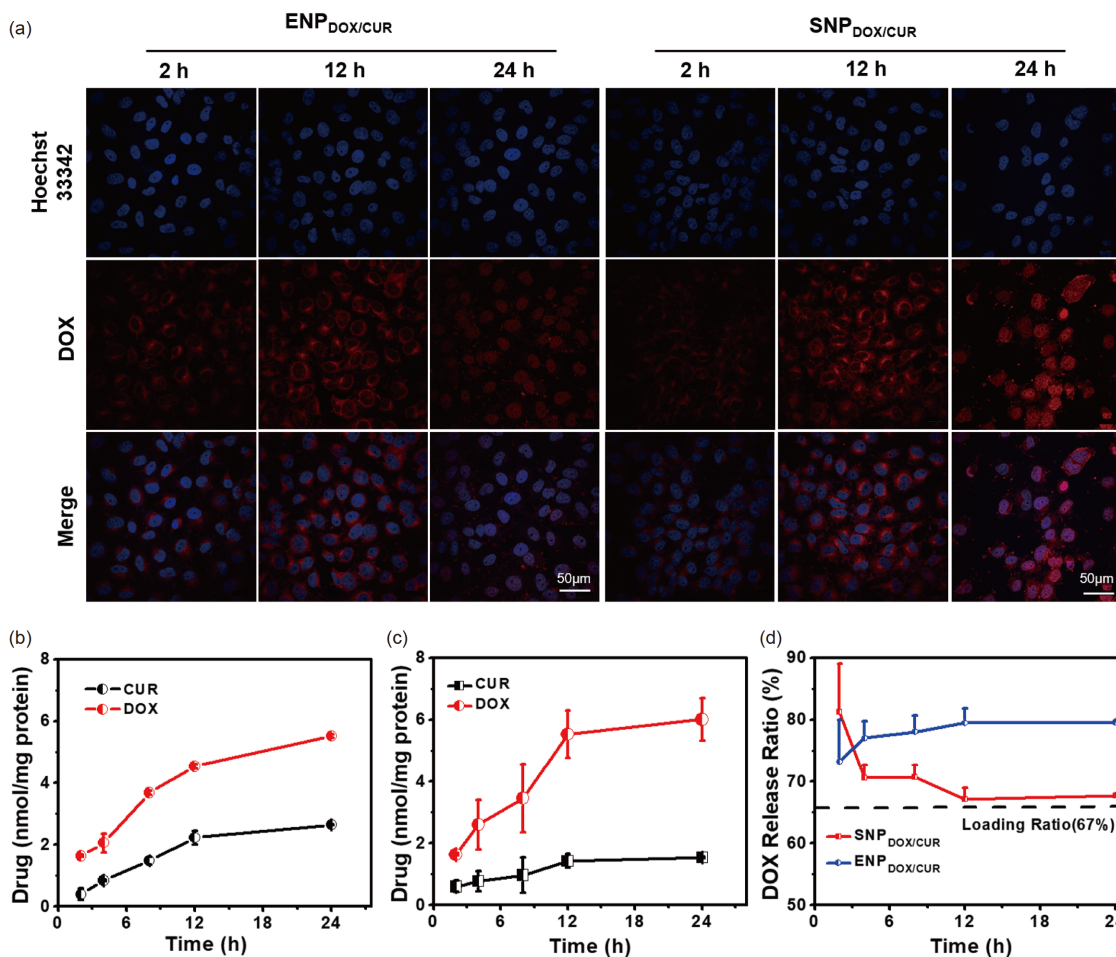 (a)
ENP DOX/CUR SNP DOX/CUR
2 h 12 h 24 h 2 h 12 h 24 h
Hoechst
33342
DOX
Merge
50μm 50μm
(b)
8
6
4
2
0
0 6 12 18 24
Drug (nmol/mg protein)
Time (h)
CUR
DOX
(c)
8
6
4
2
0
0 6 12 18 24
Drug (nmol/mg protein)
Time (h)
CUR
DOX
(d)
90
80
70
60
50
0 6 12 18 24
DOX Release Ratio (%)
Time (h)
Loading Ratio(67%)
SNP DOX/CUR
ENP DOX/CUR